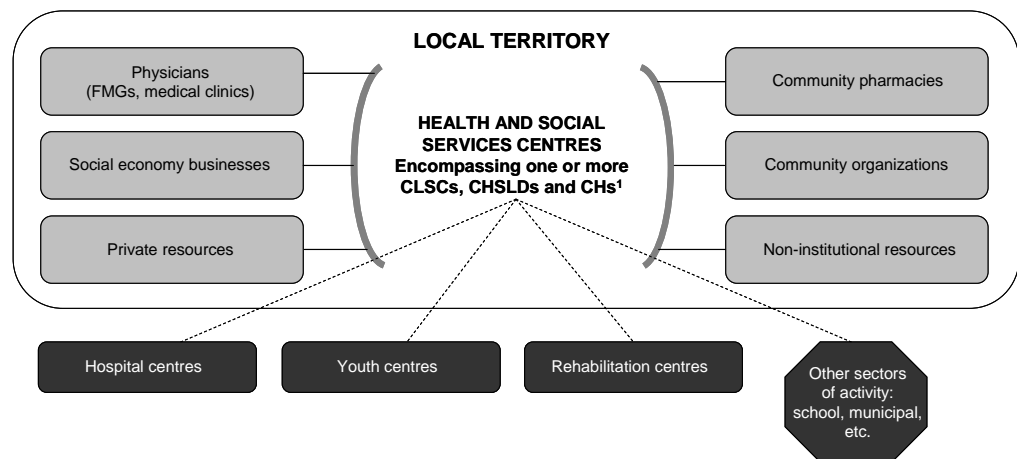 LOCAL TERRITORY
Physicians
(FMGs, medical clinics)
Social economy businesses
Private resources
HEALTH AND SOCIAL
SERVICES CENTRES
Encompassing one or more
CLSCs, CHSLDs and CHs¹
Community pharmacies
Community organizations
Non-institutional resources
Hospital centres
Youth centres
Rehabilitation centres
Other sectors
of activity:
school, municipal,
etc.